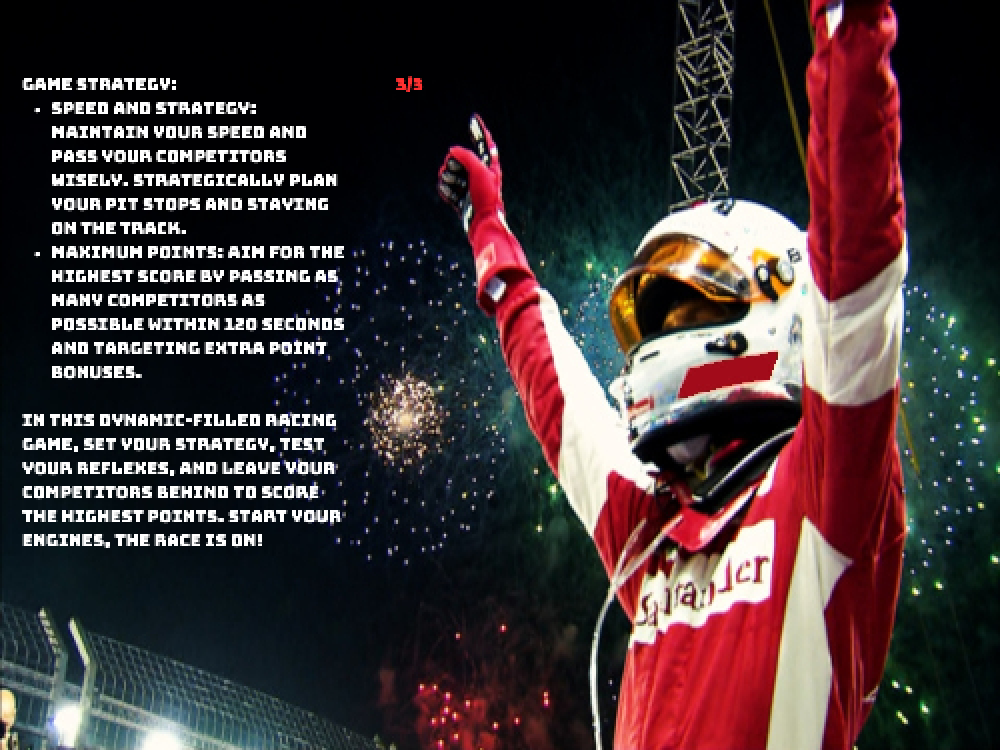 GAME STRATEGY:
3/3
• SPEED AND STRATEGY:
MAINTAIN YOUR SPEED AND
PASS YOUR COMPETITORS
WISELY. STRATEGICALLY PLAN
YOUR PIT STOPS AND STAYING
ON THE TRACK.
• MAXIMUM POINTS: AIM FOR THE
HIGHEST SCORE BY PASSING AS
MANY COMPETITORS AS
POSSIBLE WITHIN 120 SECONDS
AND TARGETING EXTRA POINT
BONUSES.
IN THIS DYNAMIC-FILLED RACING
GAME, SET YOUR STRATEGY, TEST
YOUR REFLEXES, AND LEAVE YOUR
COMPETITORS BEHIND TO SCORE
THE HIGHEST POINTS. START YOUR
ENGINES, THE RACE IS ON!
Santander